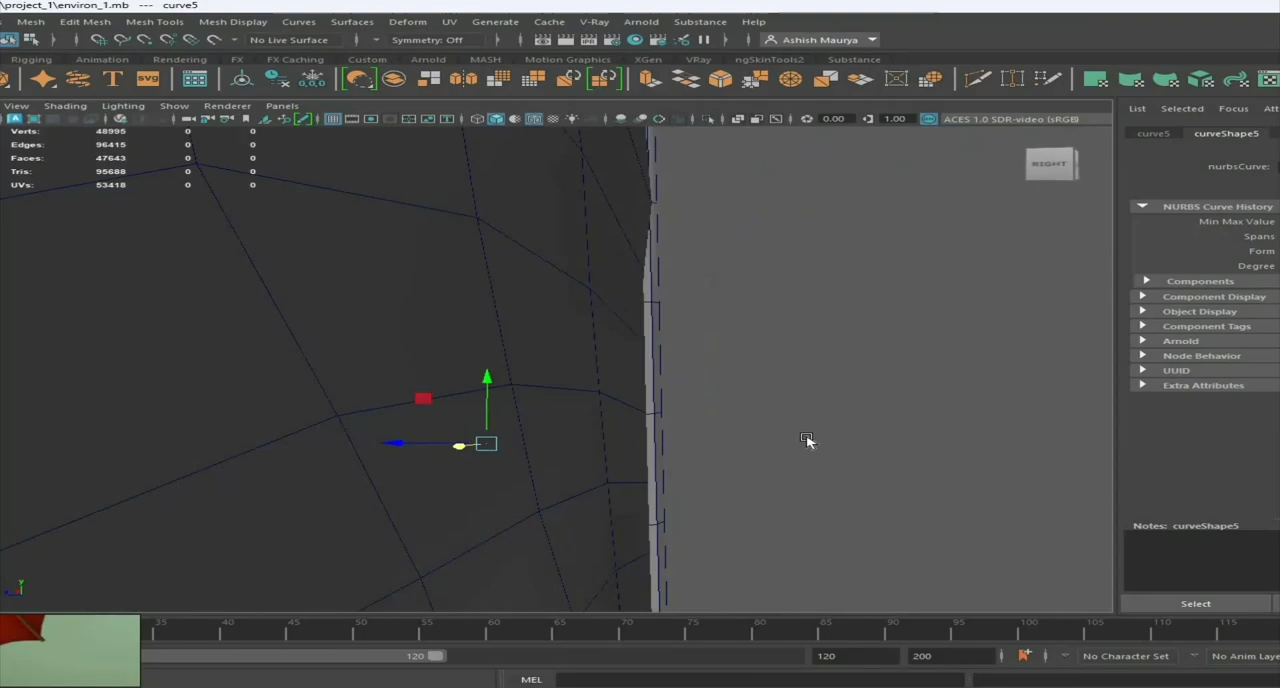 \project_1\environ_1.mb --- curve5
Mesh Edit Mesh Mesh Tools Mesh Display Curves Surfaces Deform UV Generate Cache V-Ray Arnold Substance Help
No Live Surface Symmetry: Off Ashish Maurya
Rigging Animation Rendering FX FX Caching Custom Arnold MASH Motion Graphics XGen VRay ngSkinTools2 Substance
T svg 0,0,0
View Shading Lighting Show Renderer Panels List Selected Focus Att
0.00 1.00 ACES 1.0 SDR-video (sRGB)
Verts: 48995 0 0
Edges: 96415 0 0
Faces: 47643 0 0
Tris: 95688 0 0
UVs: 53418 0 0
curve5 curveShape5
RIGHT
nurbsCurve:
NURBS Curve History
Min Max Value
Spans
Form
Degree
Components
Component Display
Object Display
Component Tags
Arnold
Node Behavior
UUID
Extra Attributes
Notes: curveShape5
y
Select
35 40 45 50 55 60 65 70 75 80 85 90 95 100 105 110 115
120 120 200 No Character Set No Anim Laye
MEL